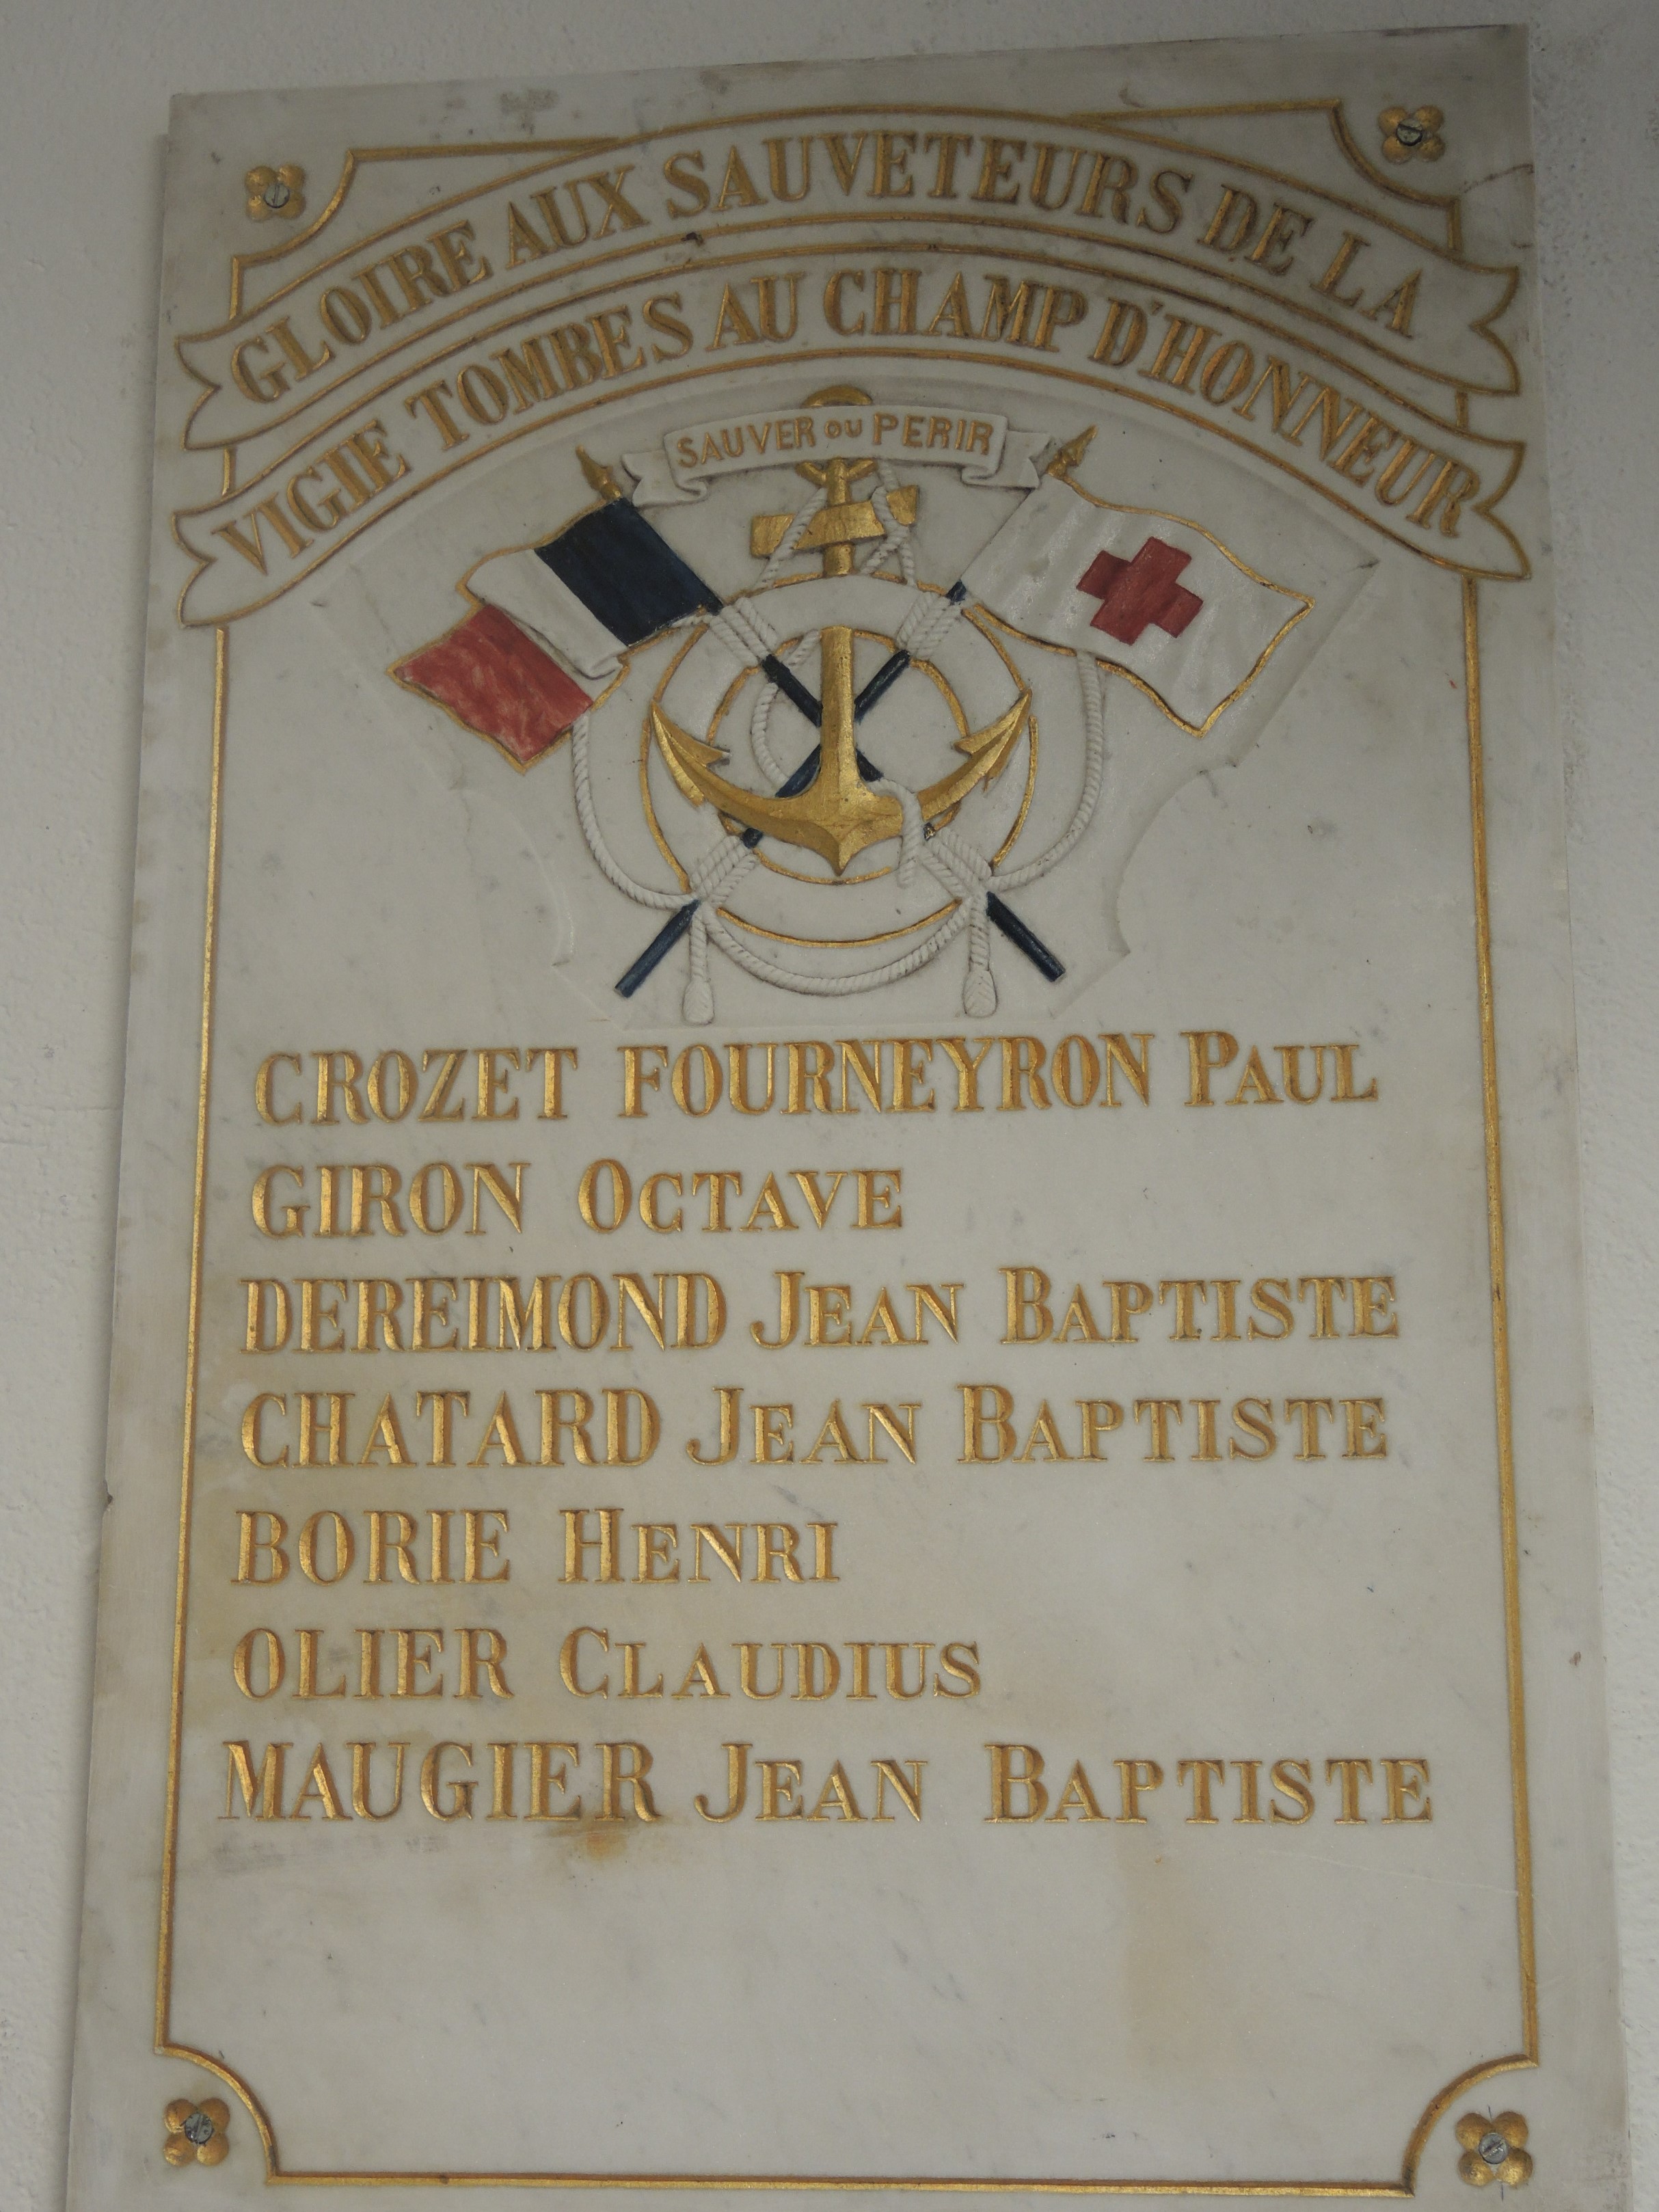 GLOIRE AUX SAUVETEURS DE LA
VIGIE TOMBES AU CHAMP D'HONNEUR
SAUVER OU PERIR
CROZET FOURNEYRON PAUL
GIRON OCTAVE
DEREIMOND JEAN BAPTISTE
CHATARD JEAN BAPTISTE
BORIE HENRI
OLIER CLAUDIUS
MAUGIER JEAN BAPTISTE